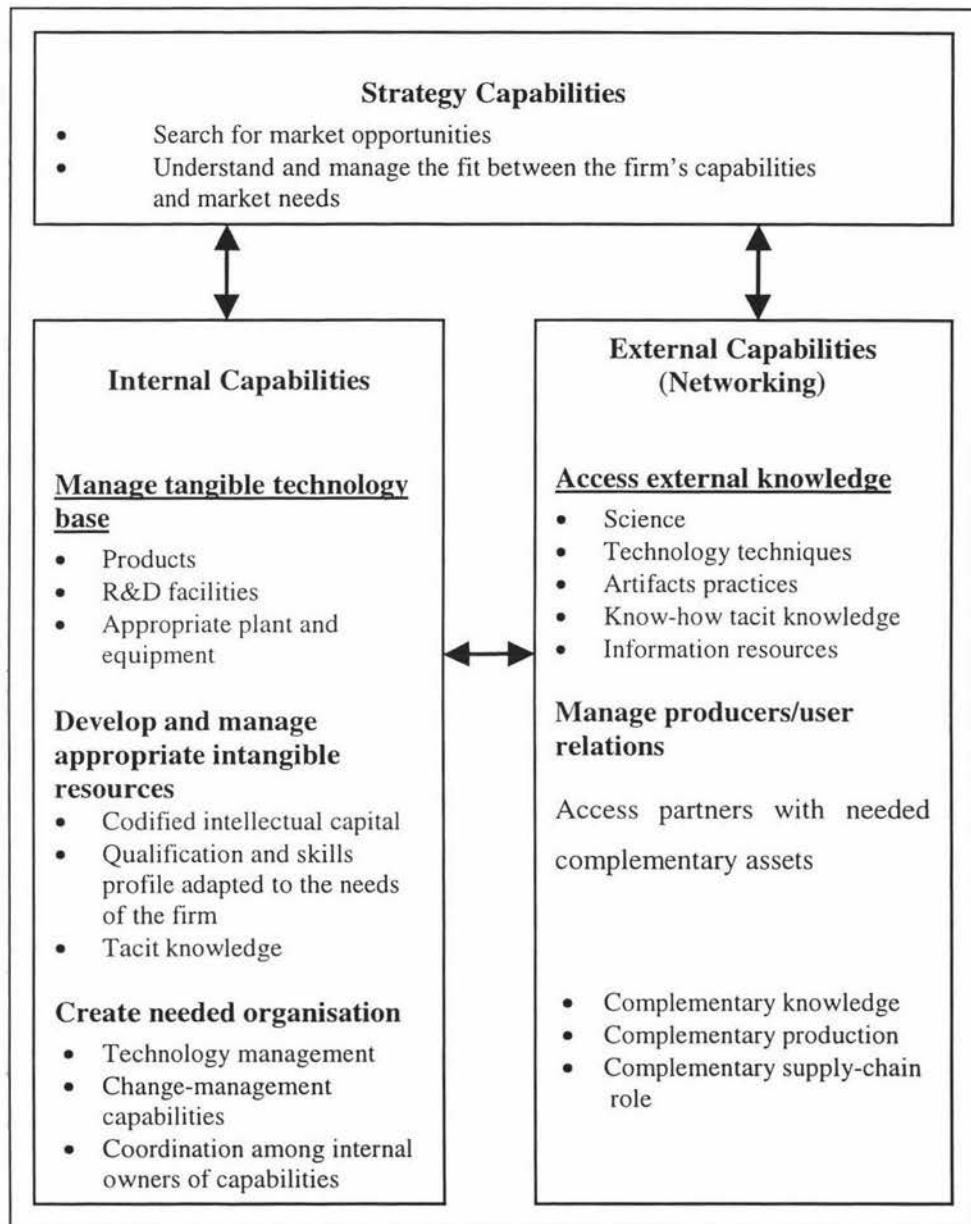 Strategy Capabilities
• Search for market opportunities
• Understand and manage the fit between the firm's capabilities
and market needs
Internal Capabilities
Manage tangible technology
base
• Products
• R&D facilities
• Appropriate plant and
equipment
Develop and manage
appropriate intangible
resources
• Codified intellectual capital
• Qualification and skills
profile adapted to the needs
of the firm
• Tacit knowledge
Create needed organisation
• Technology management
• Change-management
capabilities
• Coordination among internal
owners of capabilities
External Capabilities
(Networking)
Access external knowledge
• Science
• Technology techniques
• Artifacts practices
• Know-how tacit knowledge
• Information resources
Manage producers/user
relations
Access partners with needed
complementary assets
• Complementary knowledge
• Complementary production
• Complementary supply-chain
role